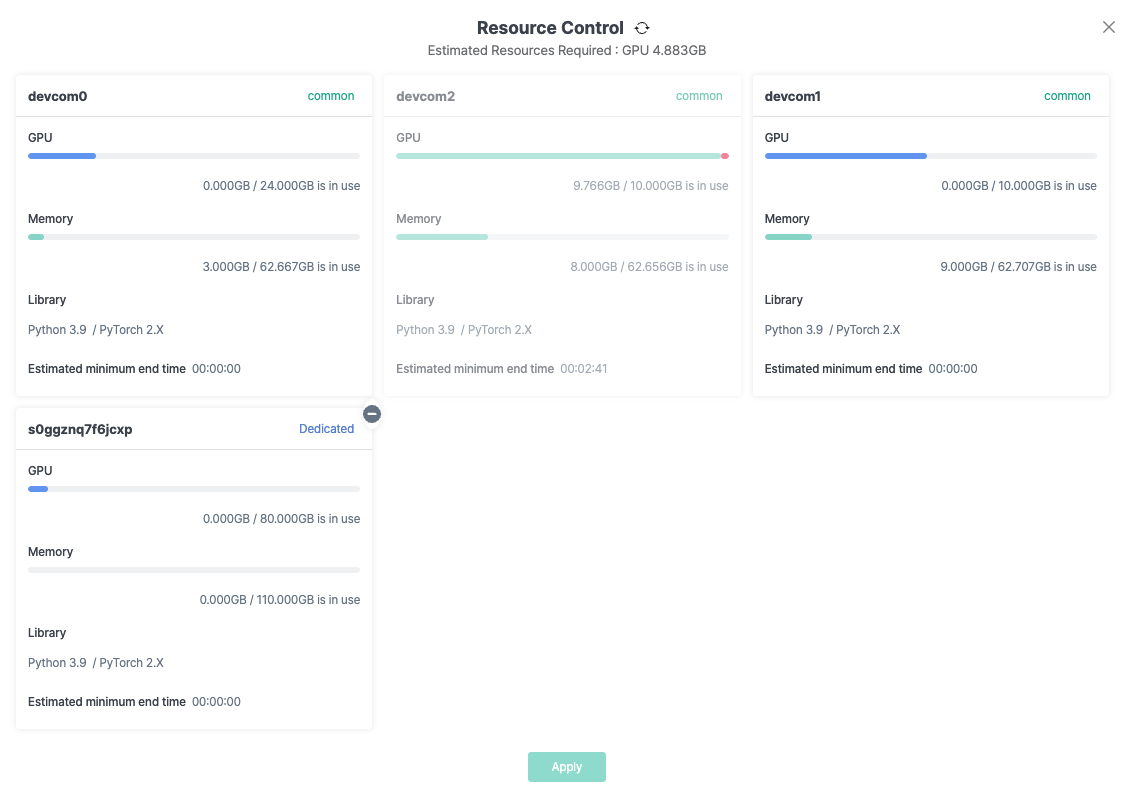 Resource Control
Estimated Resources Required : GPU 4.883GB
devcom0 common
GPU
0.000GB / 24.000GB is in use
Memory
3.000GB / 62.667GB is in use
Library
Python 3.9 / PyTorch 2.X
Estimated minimum end time 00:00:00
devcom2 common
GPU
9.766GB / 10.000GB is in use
Memory
8.000GB / 62.656GB is in use
Library
Python 3.9 / PyTorch 2.X
Estimated minimum end time 00:02:41
devcom1 common
GPU
0.000GB / 10.000GB is in use
Memory
9.000GB / 62.707GB is in use
Library
Python 3.9 / PyTorch 2.X
Estimated minimum end time 00:00:00
s0ggznq7f6jcxp Dedicated
GPU
0.000GB / 80.000GB is in use
Memory
0.000GB / 110.000GB is in use
Library
Python 3.9 / PyTorch 2.X
Estimated minimum end time 00:00:00
Apply